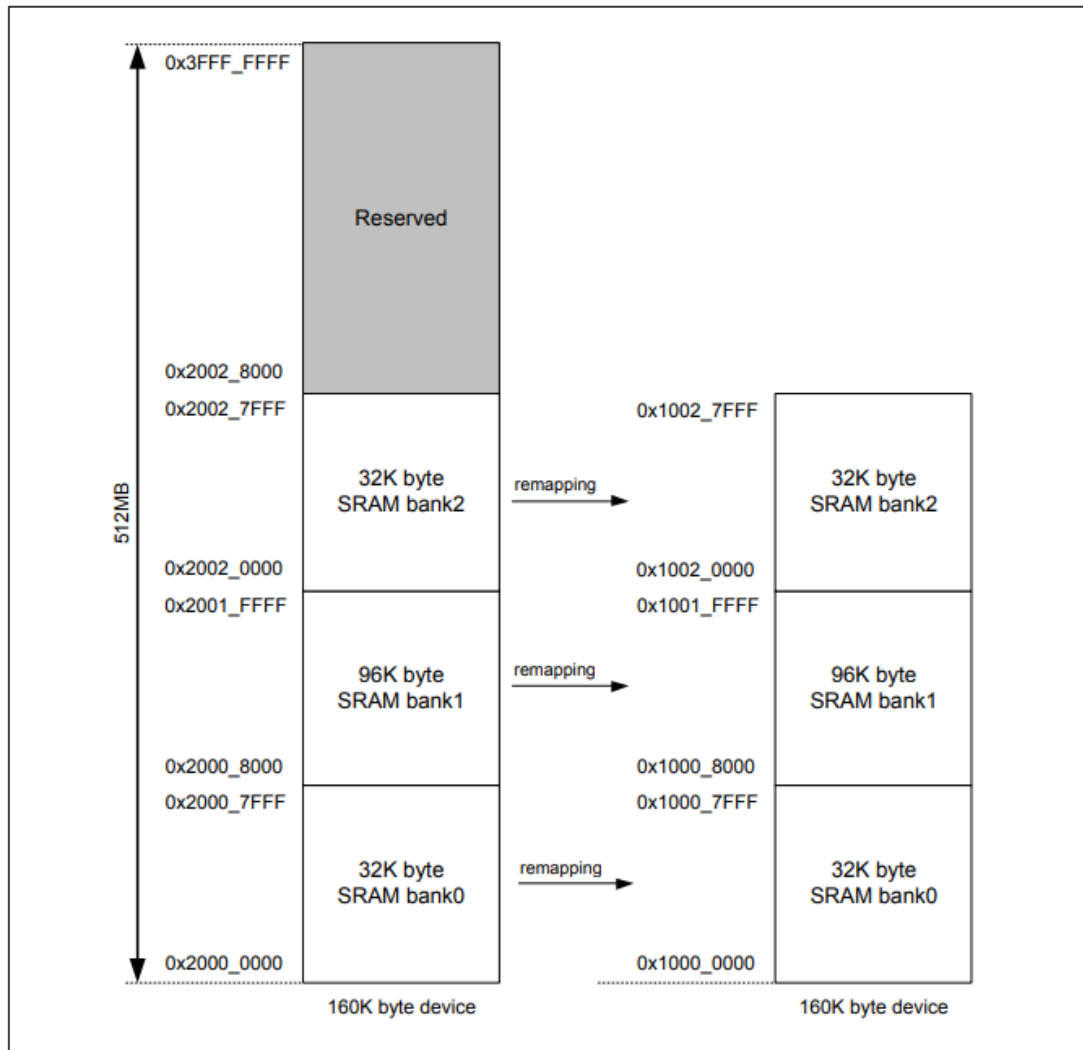 0x3FFF_FFFF
Reserved
0x2002_8000
0x2002_7FFF
0x1002_7FFF
32K byte
SRAM bank2
remapping
32K byte
SRAM bank2
512MB
0x2002_0000
0x1002_0000
0x2001_FFFF
0x1001_FFFF
96K byte
SRAM bank1
remapping
96K byte
SRAM bank1
0x2000_8000
0x1000_8000
0x2000_7FFF
0x1000_7FFF
32K byte
SRAM bank0
remapping
32K byte
SRAM bank0
0x2000_0000
0x1000_0000
160K byte device
160K byte device